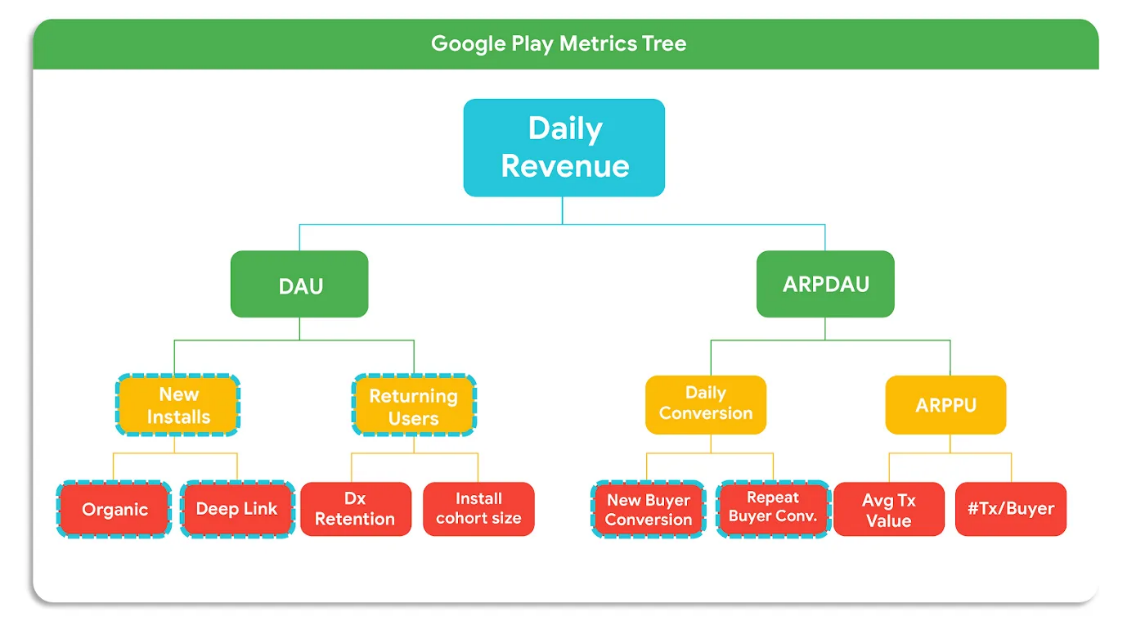 Google Play Metrics Tree
Daily
Revenue
DAU
ARPDAU
New
Installs
Returning
Users
Daily
Conversion
ARPPU
Organic
Deep Link
Dx
Retention
Install
cohort size
New Buyer
Conversion
Repeat
Buyer Conv.
Avg Tx
Value
#Tx/Buyer